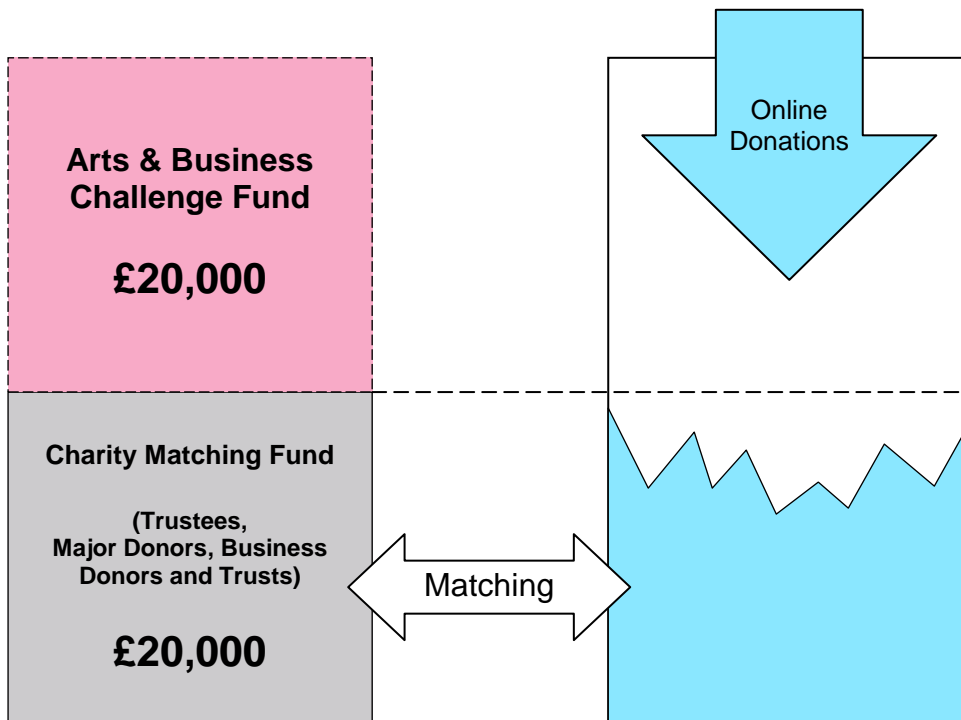 Arts & Business
Challenge Fund
£20,000
Online
Donations
Charity Matching Fund
(Trustees,
Major Donors, Business
Donors and Trusts)
£20,000
Matching